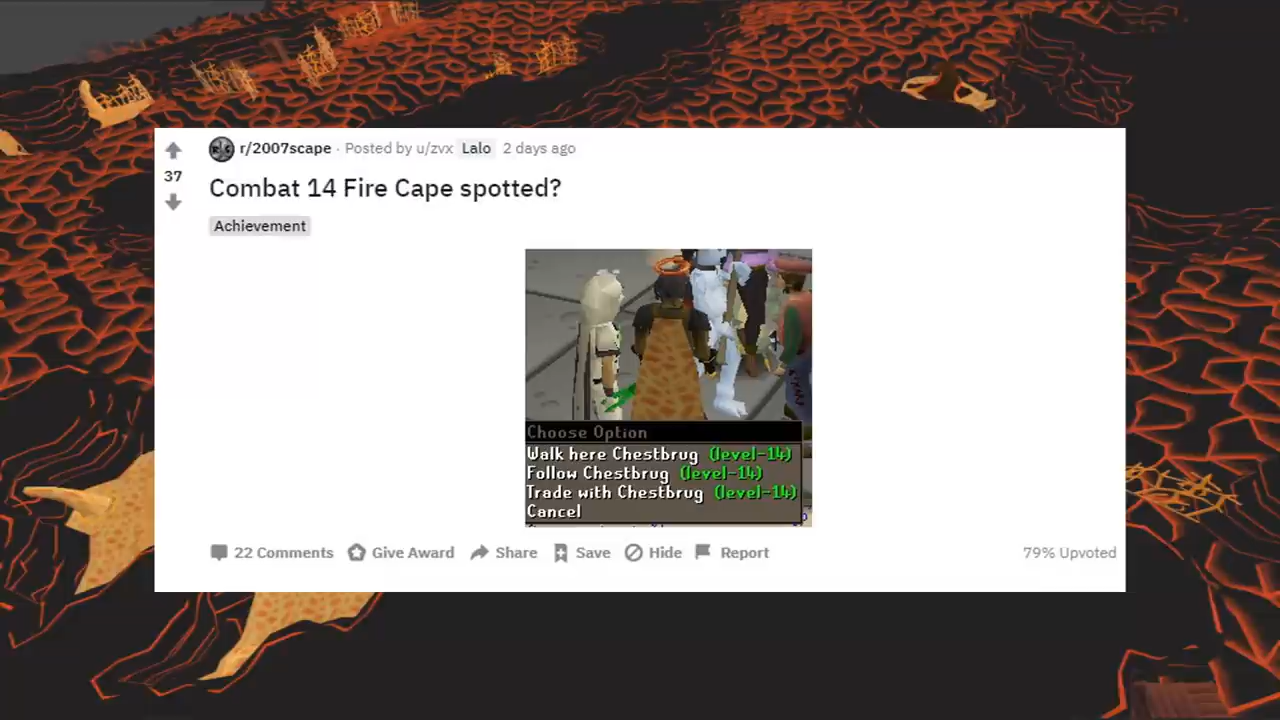 r/2007scape · Posted by u/zvx Lalo 2 days ago
37
Combat 14 Fire Cape spotted?
Achievement
Choose Option
Walk here Chestbrug (level-14)
Follow Chestbrug (level-14)
Trade with Chestbrug (level-14)
Cancel
22 Comments Give Award Share Save Hide Report 79% Upvoted